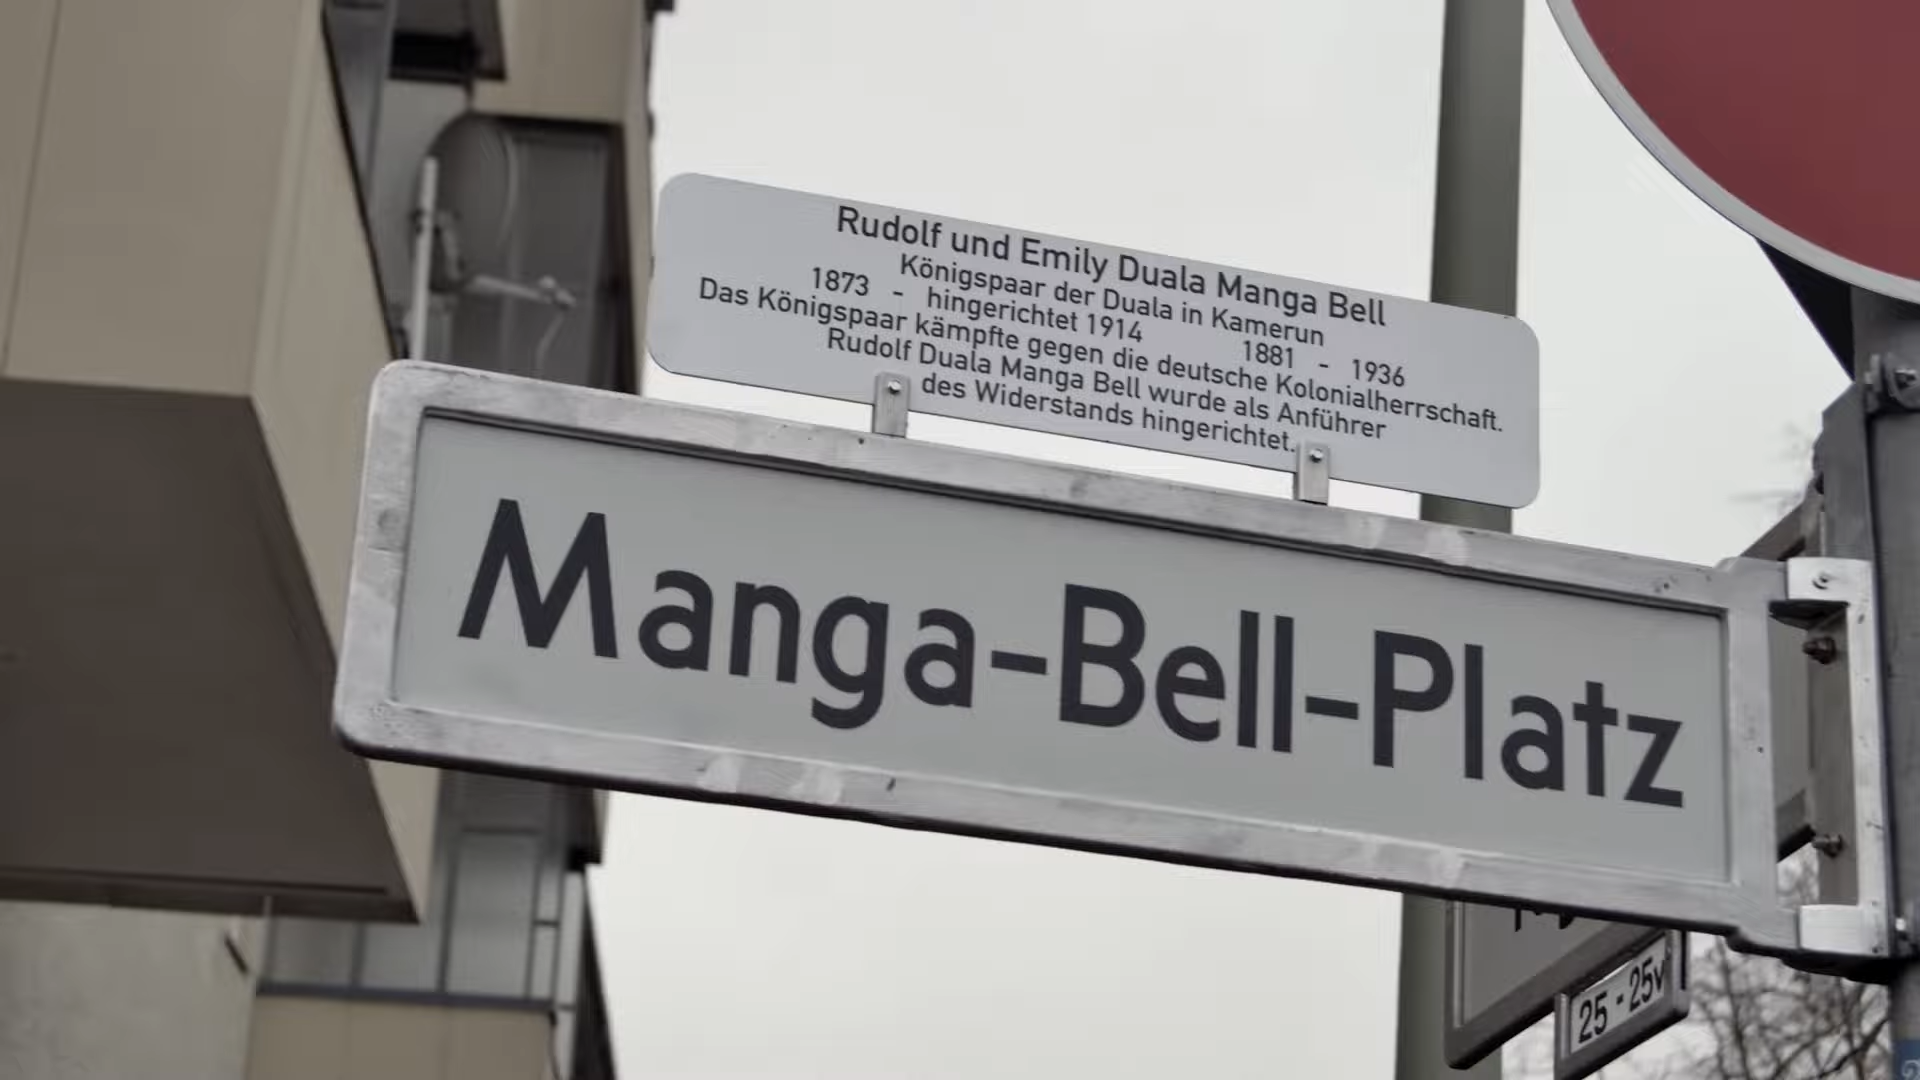 Rudolf und Emily Duala Manga Bell
Königspaar der Duala in Kamerun
1873 - hingerichtet 1914 1881 - 1936
Das Königspaar kämpfte gegen die deutsche Kolonialherrschaft.
Rudolf Duala Manga Bell wurde als Anführer
des Widerstands hingerichtet.
Manga-Bell-Platz
25 - 25v